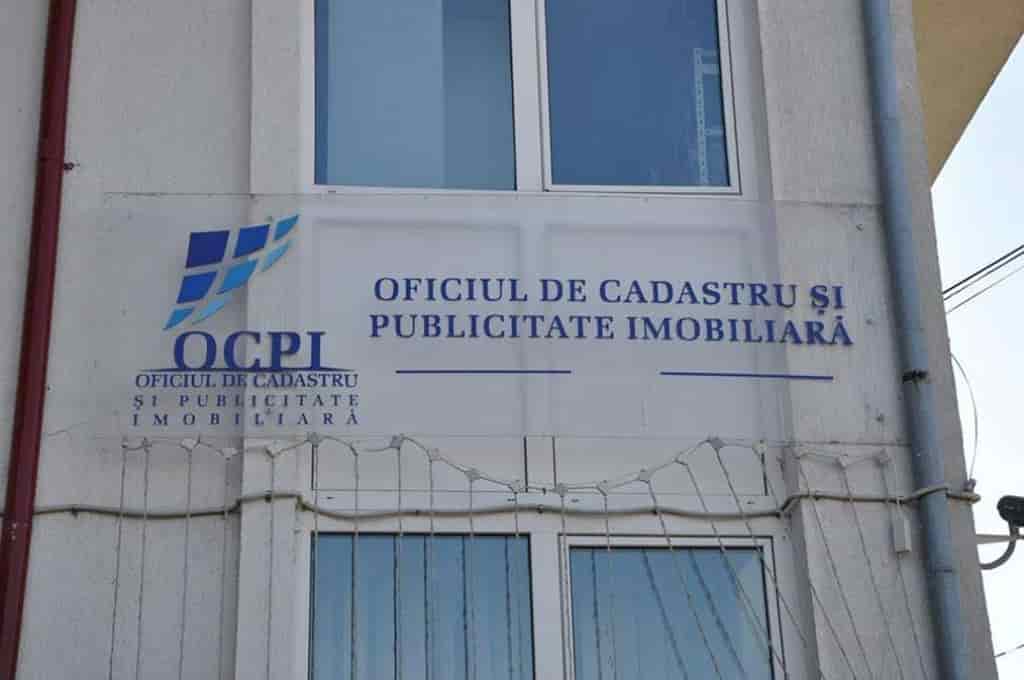 OCPI
OFICIUL DE CADASTRU
ȘI PUBLICITATE
IMOBILIARĂ
OFICIUL DE CADASTRU ȘI
PUBLICITATE IMOBILIARĂ